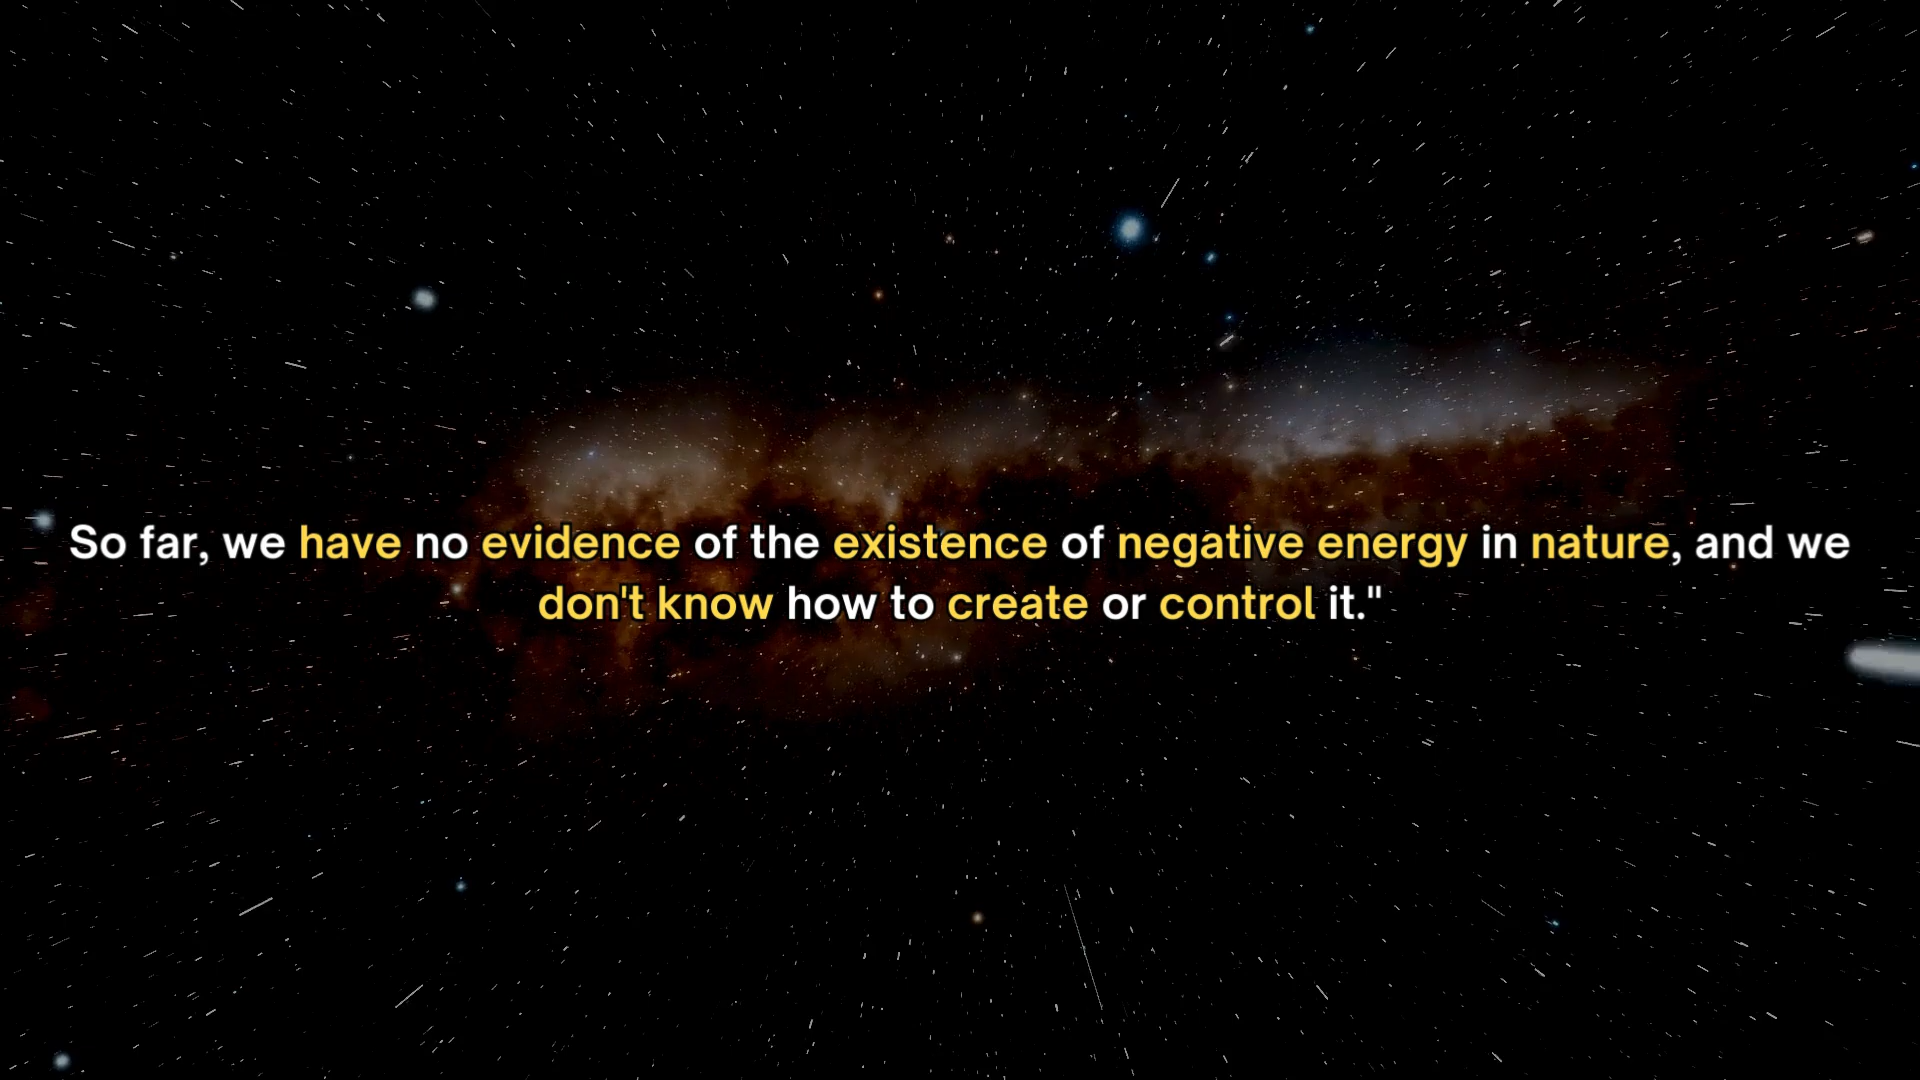 So far, we have no evidence of the existence of negative energy in nature, and we
don't know how to create or control it."